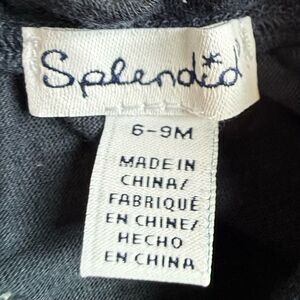 Splendid
6-9M
MADE IN
CHINA/
FABRIQUÉ
EN CHINE/
HECHO
EN CHINA